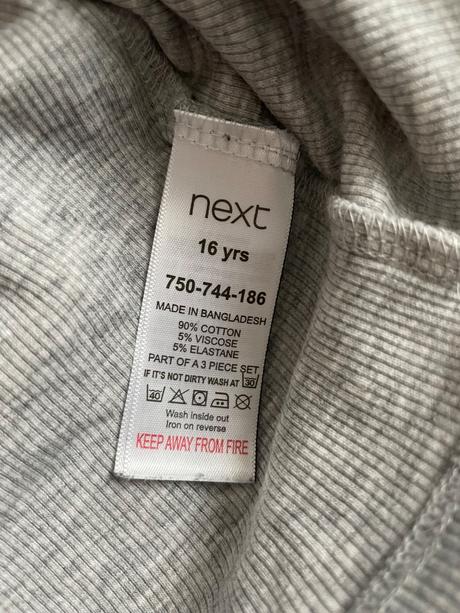 next
16 yrs
750-744-186
MADE IN BANGLADESH
90% COTTON
5% VISCOSE
5% ELASTANE
PART OF A 3 PIECE SET
IF IT'S NOT DIRTY WASH AT 30
40
Wash inside out
Iron on reverse
KEEP AWAY FROM FIRE